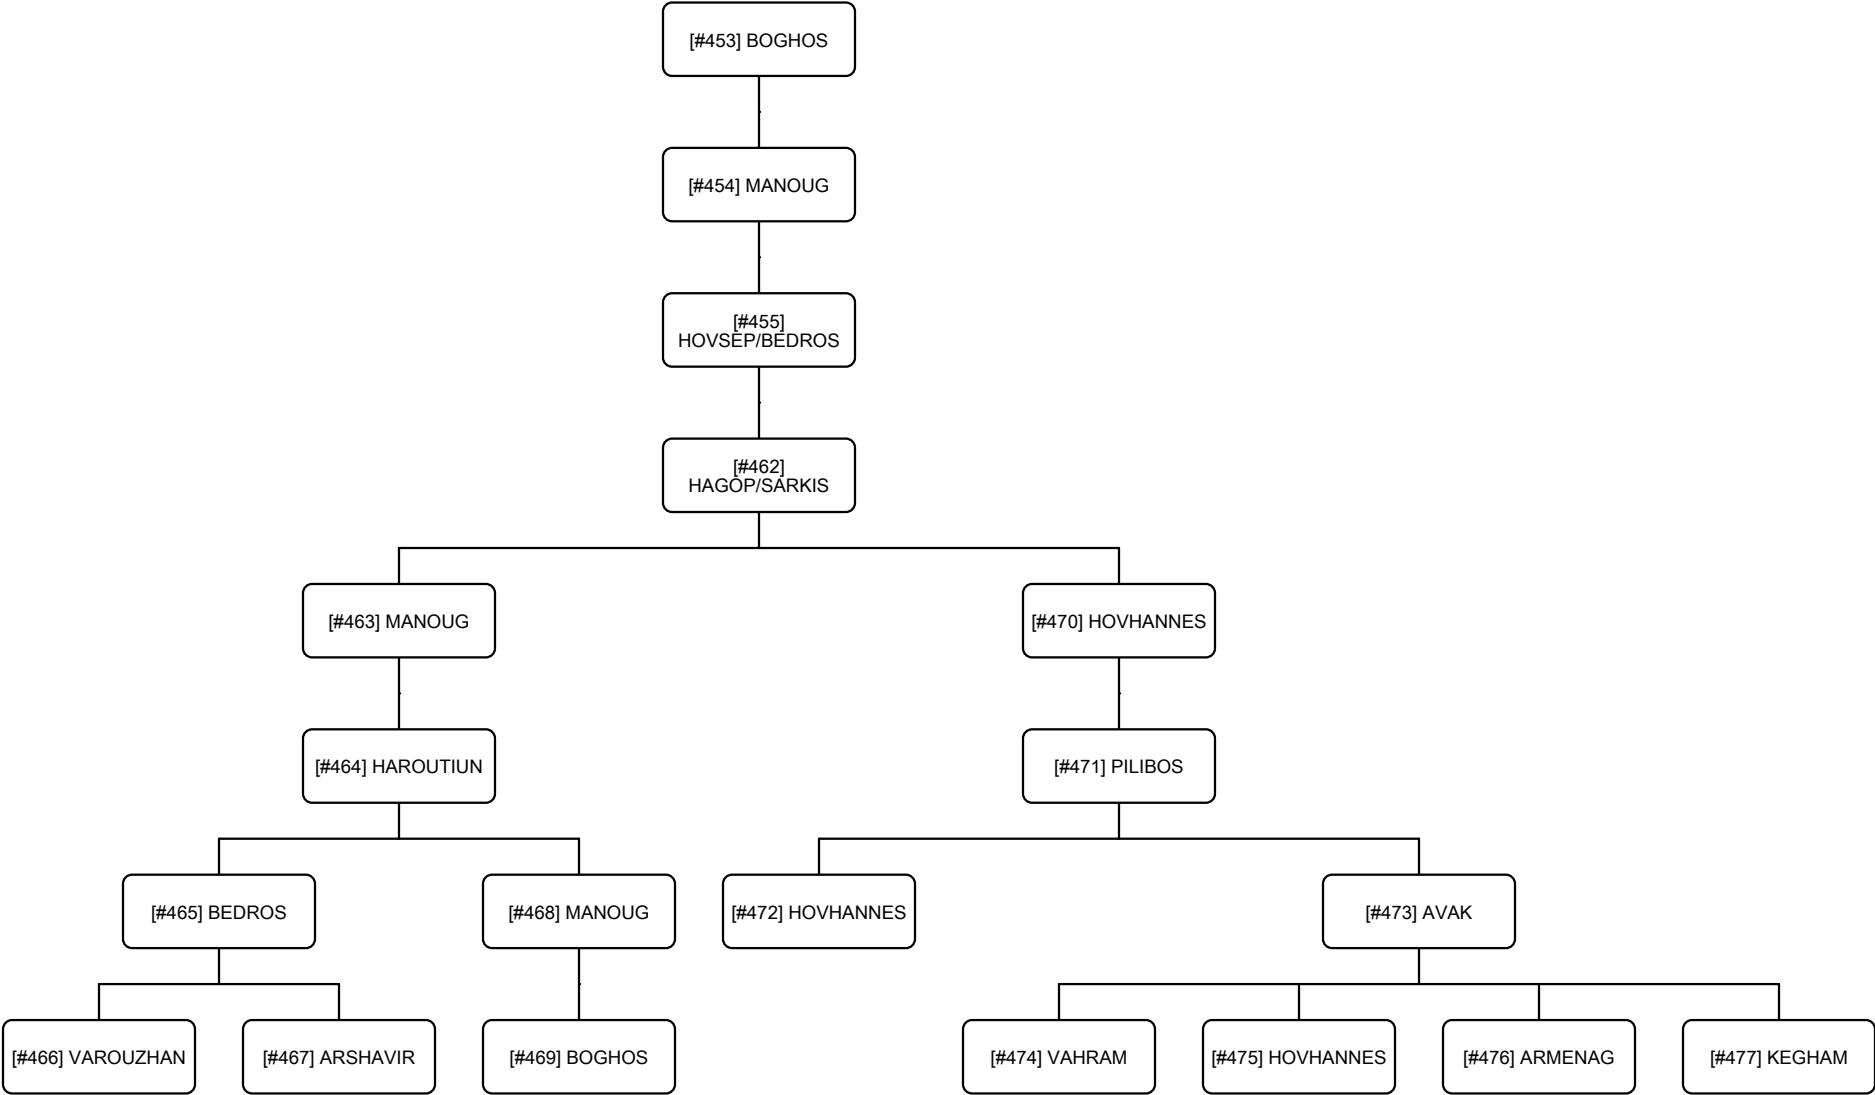 [#453] BOGHOS
[#454] MANOUG
[#455]
HOVSEP/BEDROS
[#462]
HAGOP/SARKIS
[#463] MANOUG
[#470] HOVHANNES
[#464] HAROUTIUN
[#471] PILIBOS
[#465] BEDROS
[#468] MANOUG
[#472] HOVHANNES
[#473] AVAK
[#466] VAROUZHAN
[#467] ARSHAVIR
[#469] BOGHOS
[#474] VAHRAM
[#475] HOVHANNES
[#476] ARMENAG
[#477] KEGHAM